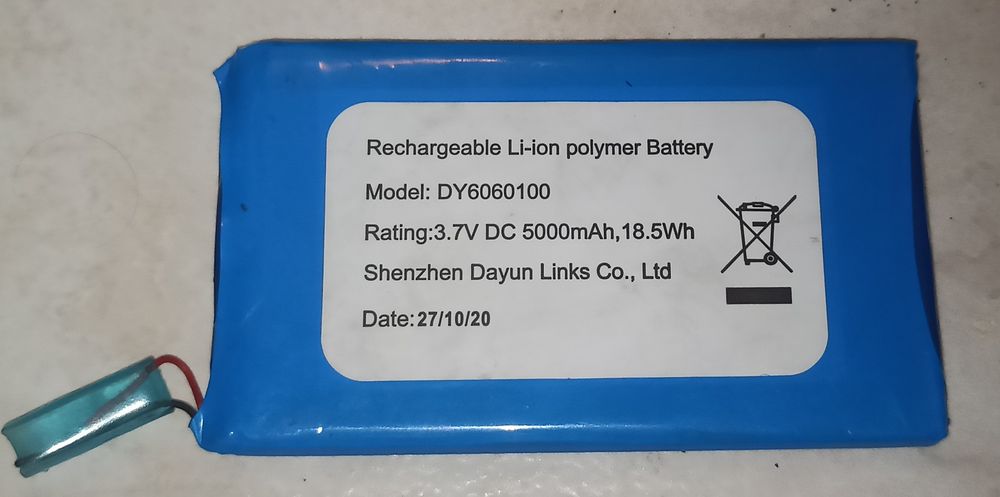 Rechargeable Li-ion polymer Battery
Model: DY6060100
Rating:3.7V DC 5000mAh,18.5Wh
Shenzhen Dayun Links Co., Ltd
Date:27/10/20